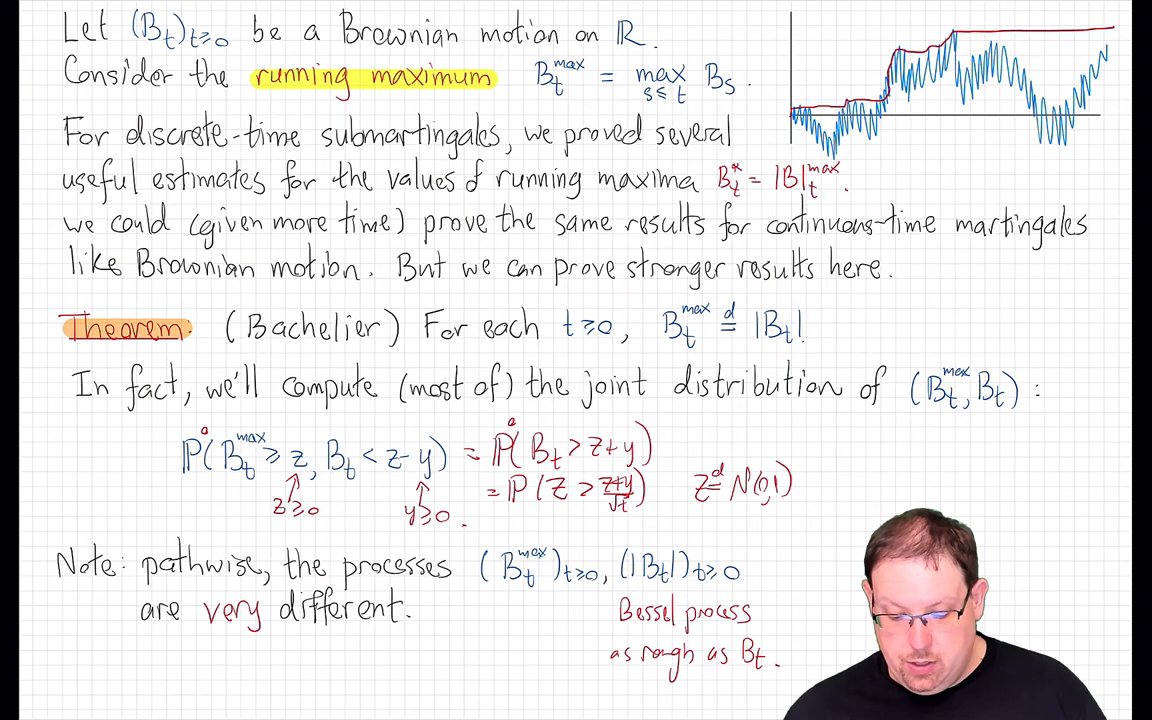 Let (B_t)_{t≥0} be a Brownian motion on ℝ.
Consider the running maximum B_t^{max} = max_{s≤t} B_s.
For discrete-time submartingales, we proved several
useful estimates for the values of running maxima B_t^* = |B|_t^{max}.
we could (given more time) prove the same results for continuous-time martingales
like Brownian motion. But we can prove stronger results here.
Theorem: (Bachelier) For each t≥0, B_t^{max} =^d |B_t|
In fact, we'll compute (most of) the joint distribution of (B_t^{max}, B_t):
ℙ^0(B_t^{max} ≥ z, B_t < z-y) = ℙ^0(B_t > z+y)
= ℙ(Z > (z+y)/√t) Z =^d N(0,1)
z≥0 y≥0.
Note: pathwise, the processes (B_t^{max})_{t≥0}, (|B_t|)_{t≥0}
are very different.
Bessel process
as rough as B_t.